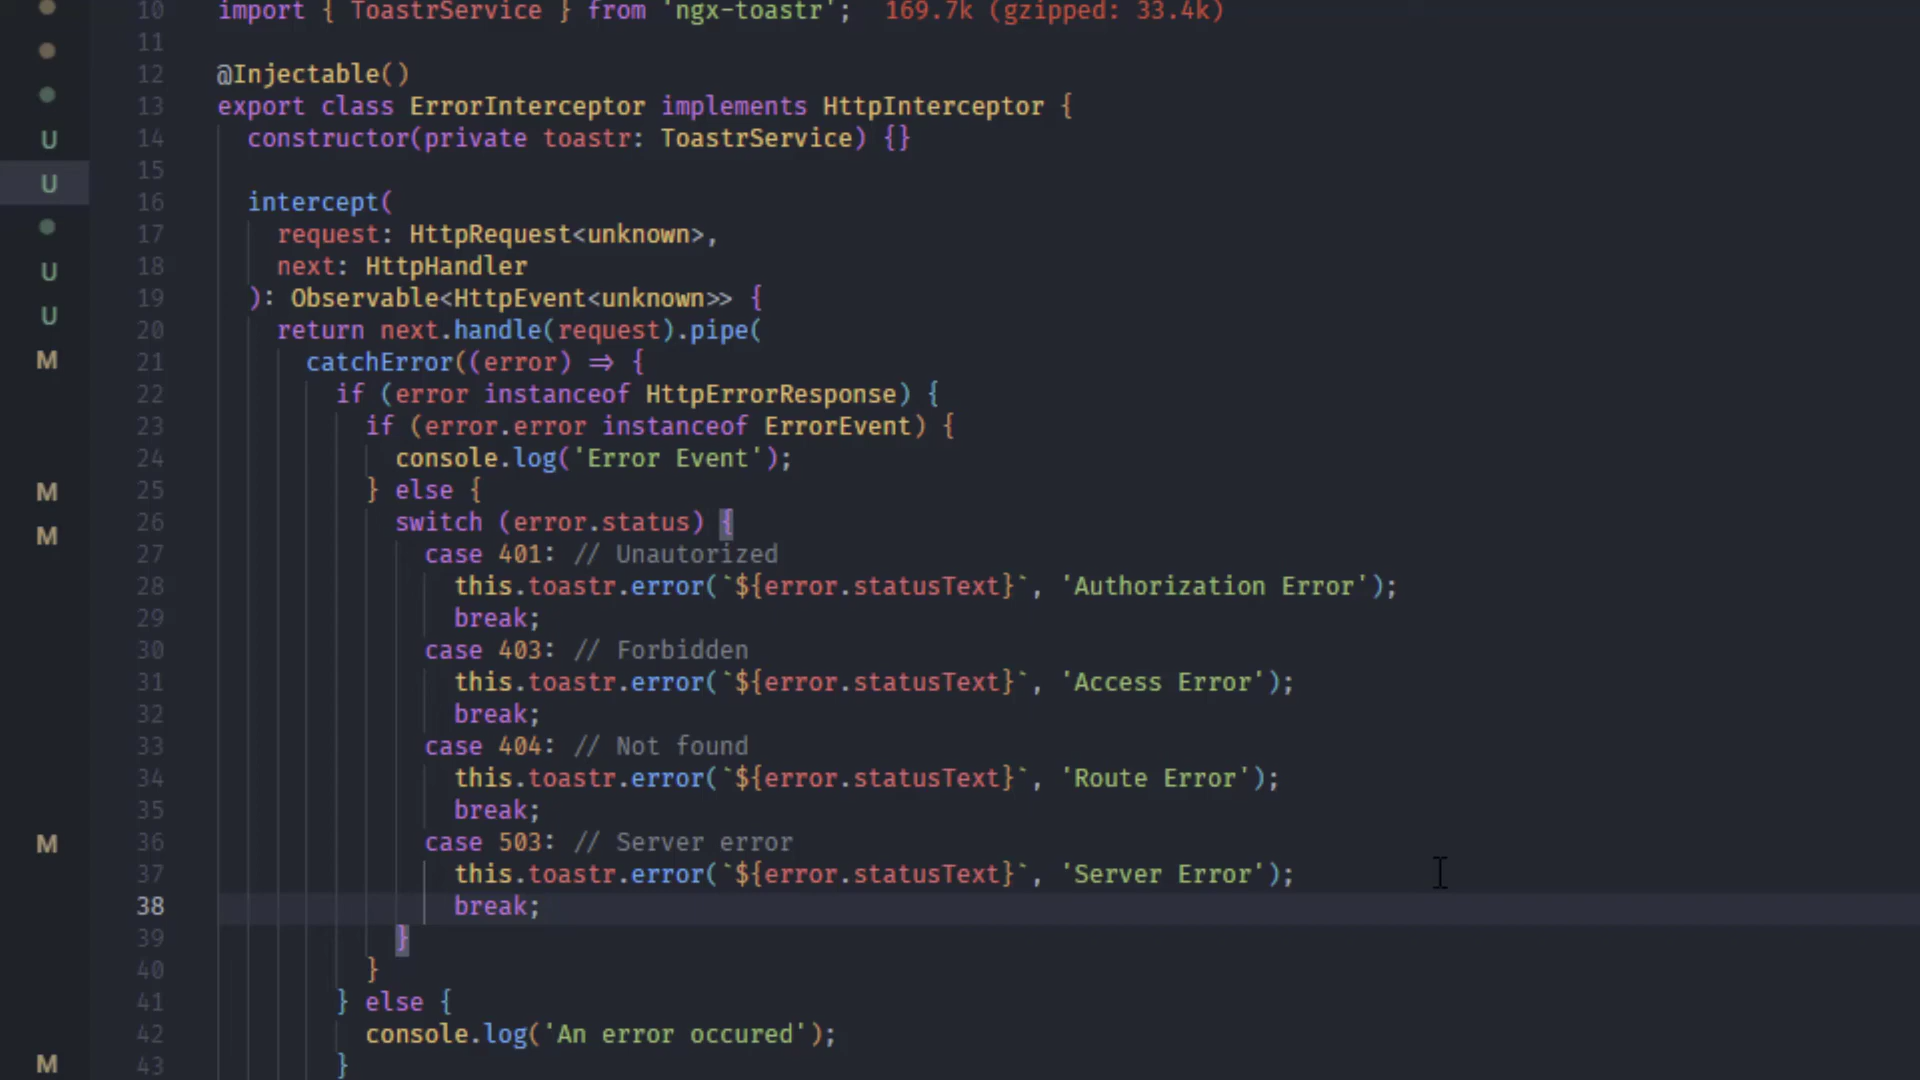 10 import { ToastrService } from 'ngx-toastr'; 169.7k (gzipped: 33.4k)
11
12 @Injectable()
U 13 export class ErrorInterceptor implements HttpInterceptor {
14 constructor(private toastr: ToastrService) {}
U 15
16 intercept(
17 request: HttpRequest<unknown>,
U 18 next: HttpHandler
19 ): Observable<HttpEvent<unknown>> {
U 20 return next.handle(request).pipe(
M 21 catchError((error) => {
22 if (error instanceof HttpErrorResponse) {
23 if (error.error instanceof ErrorEvent) {
24 console.log('Error Event');
M 25 } else {
M 26 switch (error.status) {
27 case 401: // Unautorized
28 this.toastr.error(`${error.statusText}`, 'Authorization Error');
29 break;
30 case 403: // Forbidden
31 this.toastr.error(`${error.statusText}`, 'Access Error');
32 break;
33 case 404: // Not found
34 this.toastr.error(`${error.statusText}`, 'Route Error');
35 break;
M 36 case 503: // Server error
37 this.toastr.error(`${error.statusText}`, 'Server Error');
38 break;
39 }
40 }
41 } else {
42 console.log('An error occured');
M 43 }